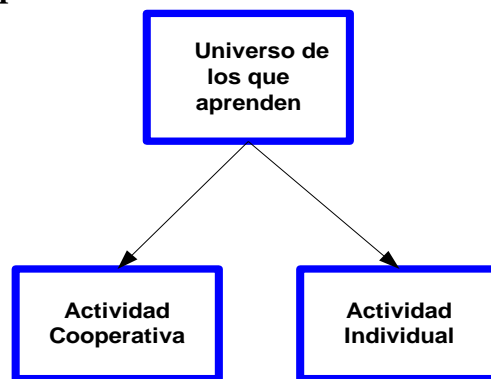 Universo de
los que
aprenden
Actividad
Cooperativa
Actividad
Individual